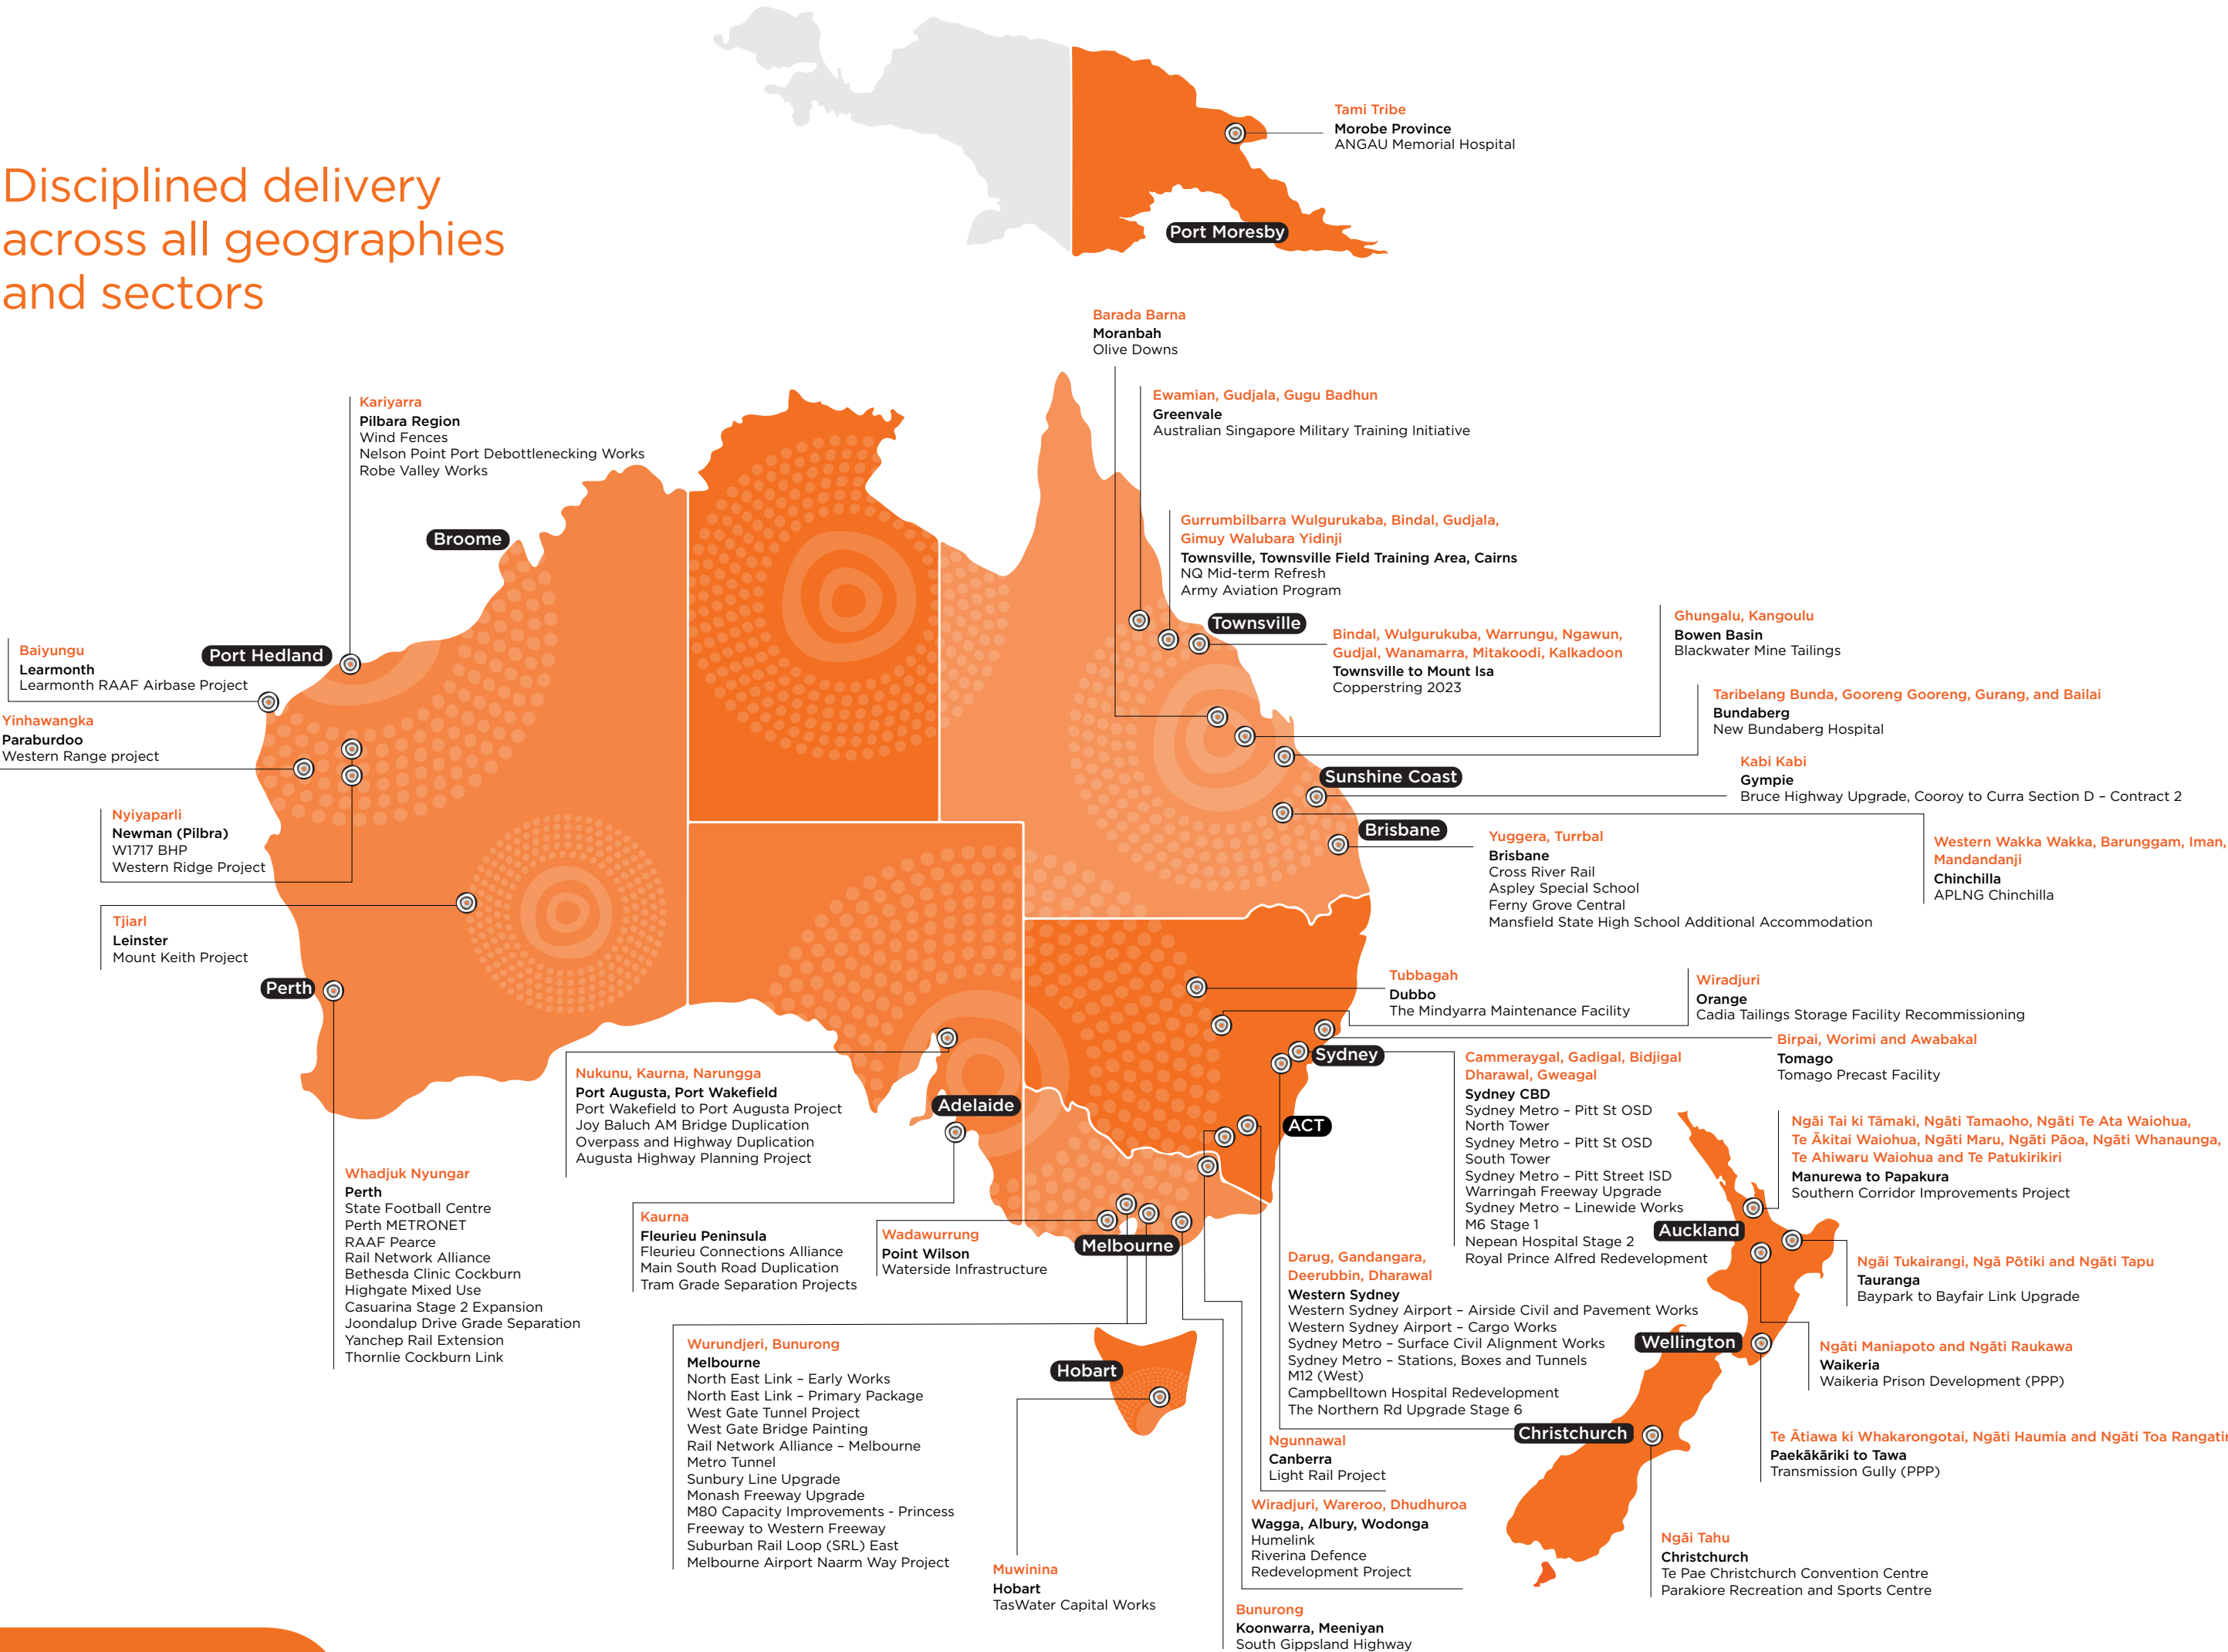 Disciplined delivery
across all geographies
and sectors
Tami Tribe
Morobe Province
ANGAU Memorial Hospital
Port Moresby
Barada Barna
Moranbah
Olive Downs
Ewamian, Gudjala, Gugu Badhun
Greenvale
Australian Singapore Military Training Initiative
Kariyarra
Pilbara Region
Wind Fences
Nelson Point Port Debottlenecking Works
Robe Valley Works
Broome
Gurrumbilbarra Wulgurukaba, Bindal, Gudjala,
Gimuy Walubara Yidinji
Townsville, Townsville Field Training Area, Cairns
NQ Mid-term Refresh
Army Aviation Program
Townsville
Bindal, Wulgurukuba, Warrungu, Ngawun,
Gudjal, Wanamarra, Mitakoodi, Kalkadoon
Townsville to Mount Isa
Copperstring 2023
Ghungalu, Kangoulu
Bowen Basin
Blackwater Mine Tailings
Port Hedland
Baiyungu
Learmonth
Learmonth RAAF Airbase Project
Yinhawangka
Paraburdoo
Western Range project
Taribelang Bunda, Gooreng Gooreng, Gurang, and Bailai
Bundaberg
New Bundaberg Hospital
Sunshine Coast
Kabi Kabi
Gympie
Bruce Highway Upgrade, Cooroy to Curra Section D – Contract 2
Nyiyaparli
Newman (Pilbra)
W1717 BHP
Western Ridge Project
Brisbane
Yuggera, Turrbal
Brisbane
Cross River Rail
Aspley Special School
Ferny Grove Central
Mansfield State High School Additional Accommodation
Western Wakka Wakka, Barunggam, Iman,
Mandandanji
Chinchilla
APLNG Chinchilla
Tjiarl
Leinster
Mount Keith Project
Perth
Tubbagah
Dubbo
The Mindyarra Maintenance Facility
Wiradjuri
Orange
Cadia Tailings Storage Facility Recommissioning
Birpai, Worimi and Awabakal
Tomago
Tomago Precast Facility
Sydney
Cammeraygal, Gadigal, Bidjigal
Dharawal, Gweagal
Sydney CBD
Sydney Metro – Pitt St OSD
North Tower
Sydney Metro – Pitt St OSD
South Tower
Sydney Metro – Pitt Street ISD
Warringah Freeway Upgrade
Sydney Metro – Linewide Works
M6 Stage 1
Nepean Hospital Stage 2
Royal Prince Alfred Redevelopment
Nukunu, Kaurna, Narungga
Port Augusta, Port Wakefield
Port Wakefield to Port Augusta Project
Joy Baluch AM Bridge Duplication
Overpass and Highway Duplication
Augusta Highway Planning Project
Adelaide
ACT
Ngāi Tai ki Tāmaki, Ngāti Tamaoho, Ngāti Te Ata Waiohua,
Te Ākitai Waiohua, Ngāti Maru, Ngāti Pāoa, Ngāti Whanaunga,
Te Ahiwaru Waiohua and Te Patukirikiri
Manurewa to Papakura
Southern Corridor Improvements Project
Whadjuk Nyungar
Perth
State Football Centre
Perth METRONET
RAAF Pearce
Rail Network Alliance
Bethesda Clinic Cockburn
Highgate Mixed Use
Casuarina Stage 2 Expansion
Joondalup Drive Grade Separation
Yanchep Rail Extension
Thornlie Cockburn Link
Kaurna
Fleurieu Peninsula
Fleurieu Connections Alliance
Main South Road Duplication
Tram Grade Separation Projects
Wadawurrung
Point Wilson
Waterside Infrastructure
Melbourne
Auckland
Darug, Gandangara,
Deerubbin, Dharawal
Western Sydney
Western Sydney Airport – Airside Civil and Pavement Works
Western Sydney Airport – Cargo Works
Sydney Metro – Surface Civil Alignment Works
Sydney Metro – Stations, Boxes and Tunnels
M12 (West)
Campbelltown Hospital Redevelopment
The Northern Rd Upgrade Stage 6
Ngāi Tukairangi, Ngā Pōtiki and Ngāti Tapu
Tauranga
Baypark to Bayfair Link Upgrade
Wellington
Ngāti Maniapoto and Ngāti Raukawa
Waikeria
Waikeria Prison Development (PPP)
Wurundjeri, Bunurong
Melbourne
North East Link – Early Works
North East Link – Primary Package
West Gate Tunnel Project
West Gate Bridge Painting
Rail Network Alliance – Melbourne
Metro Tunnel
Sunbury Line Upgrade
Monash Freeway Upgrade
M80 Capacity Improvements - Princess
Freeway to Western Freeway
Suburban Rail Loop (SRL) East
Melbourne Airport Naarm Way Project
Hobart
Christchurch
Ngunnawal
Canberra
Light Rail Project
Te Ātiawa ki Whakarongotai, Ngāti Haumia and Ngāti Toa
Paekākāriki to Tawa
Transmission Gully (PPP)
Wiradjuri, Wareroo, Dhudhuroa
Wagga, Albury, Wodonga
Humelink
Riverina Defence
Redevelopment Project
Muwinina
Hobart
TasWater Capital Works
Ngāi Tahu
Christchurch
Te Pae Christchurch Convention Centre
Parakiore Recreation and Sports Centre
Bunurong
Koonwarra, Meeniyan
South Gippsland Highway